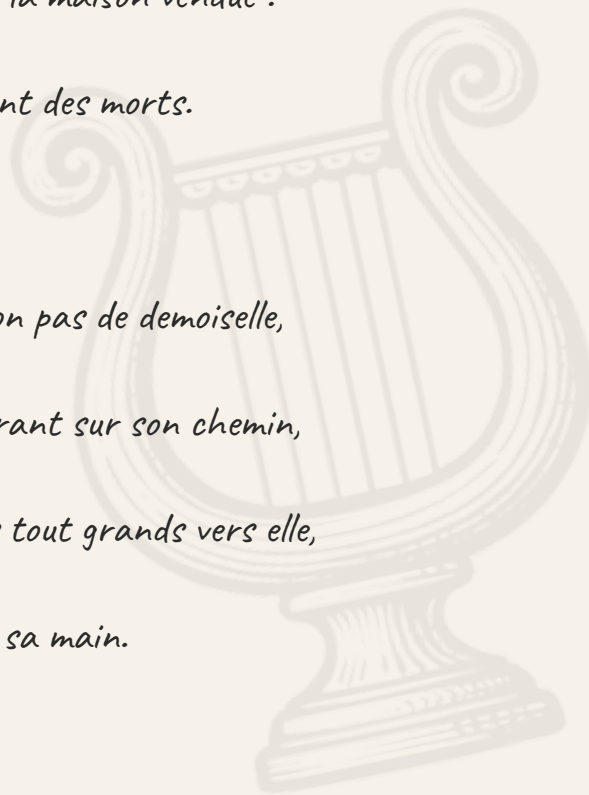 la maison vendue :
nt des morts.
on pas de demoiselle,
rant sur son chemin,
tout grands vers elle,
sa main.